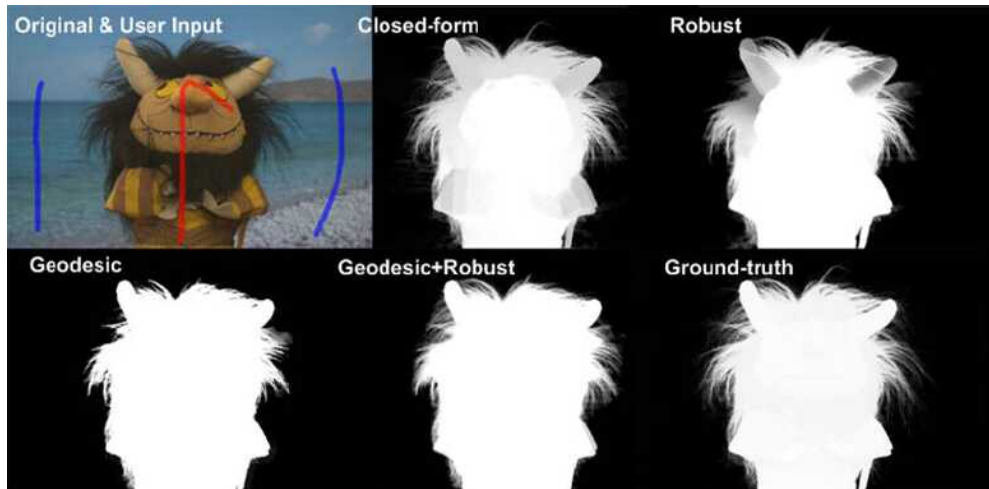 Original & User Input
Closed-form
Robust
Geodesic
Geodesic+Robust
Ground-truth